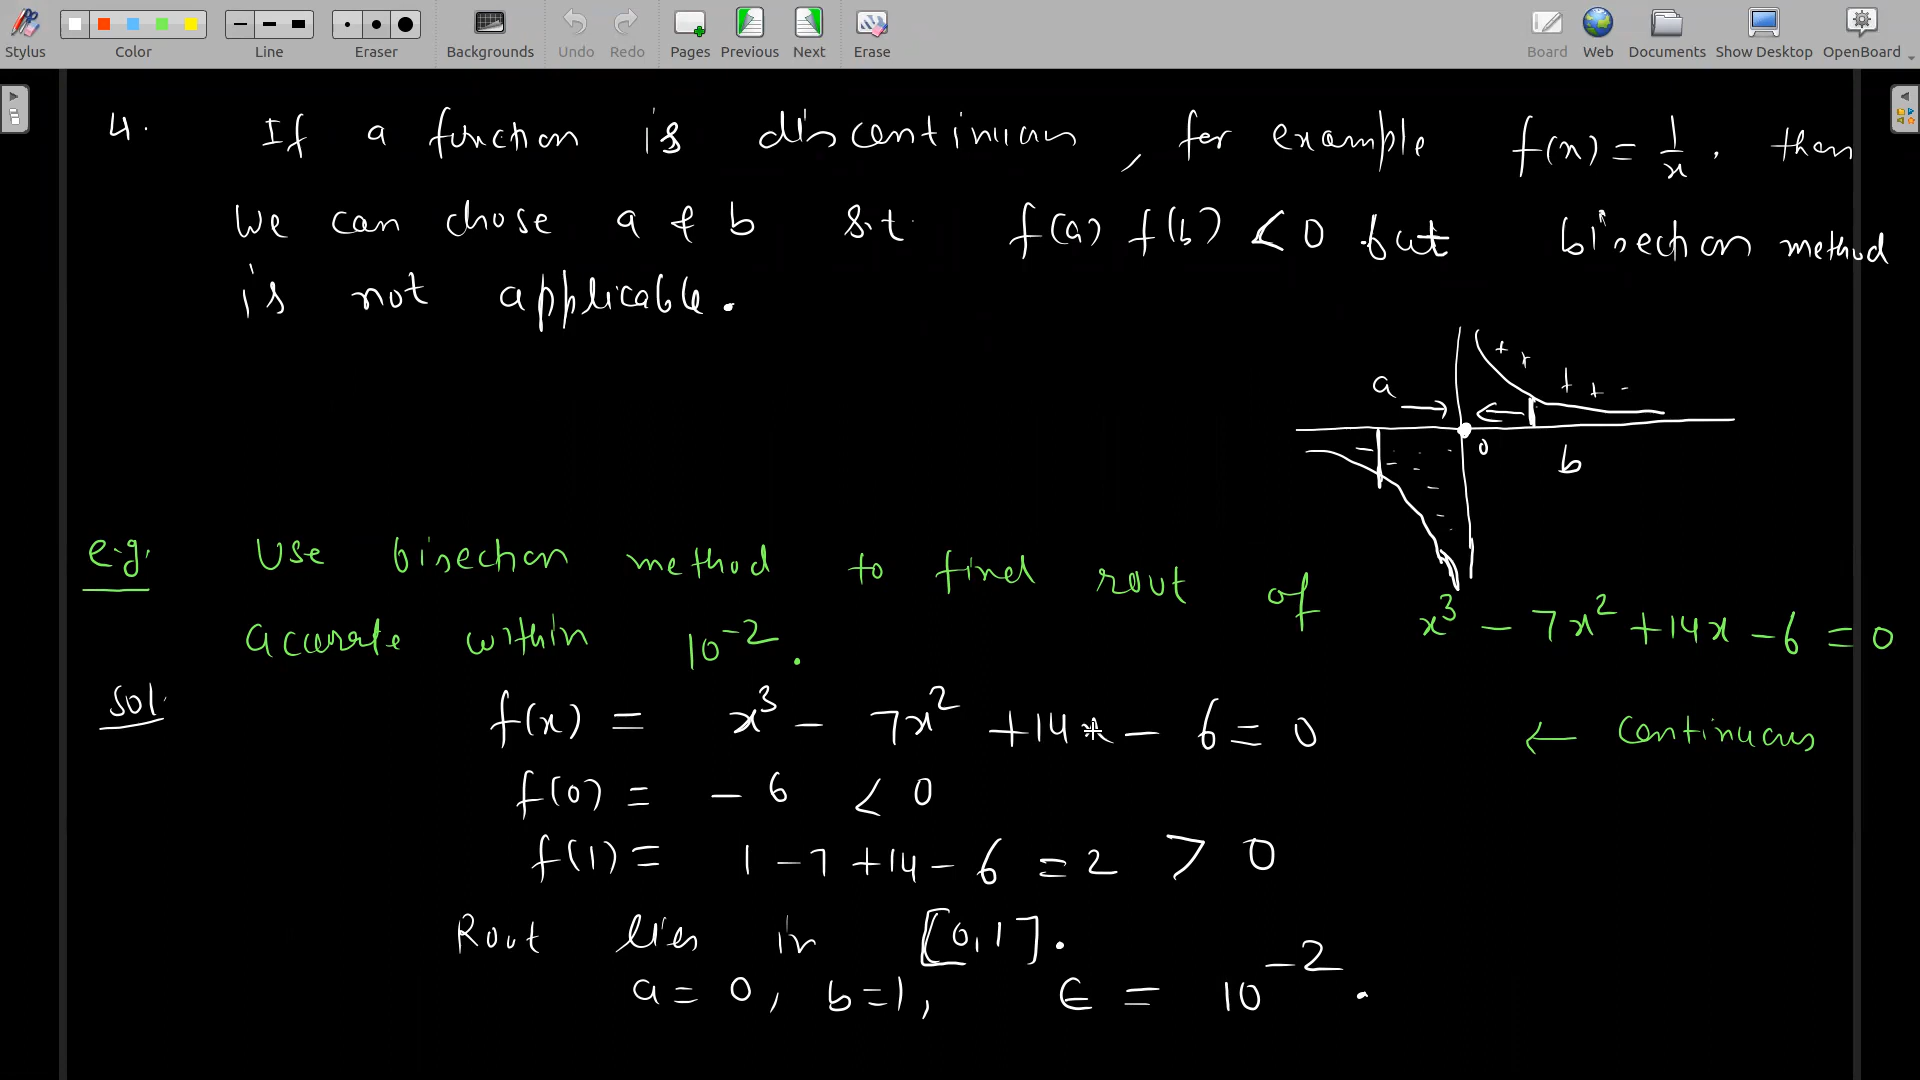 Stylus Color Line Eraser Backgrounds Undo Redo Pages Previous Next Erase Board Web Documents Show Desktop OpenBoard
4. If a function is discontinuous, for example f(x) = 1/x. then
We can chose a & b s.t. f(a) f(b) < 0 but bisection method
is not applicable.
a
0
b
e.g. Use bisection method to find root of x³ - 7x² + 14x - 6 = 0
accurate within 10⁻².
Sol. f(x) = x³ - 7x² + 14x - 6 = 0 ← Continuous
f(0) = - 6 < 0
f(1) = 1 - 7 + 14 - 6 = 2 > 0
Root lies in [0,1].
a = 0, b = 1, ε = 10⁻².